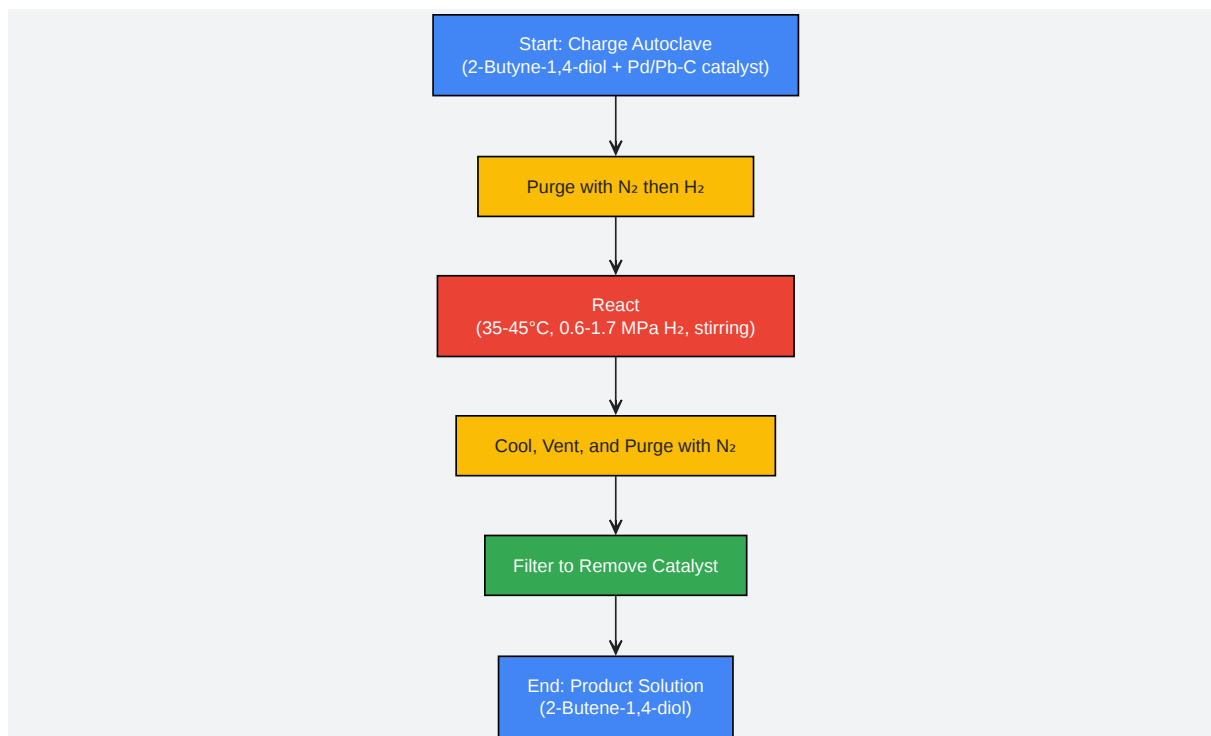 Start: Charge Autoclave
(2-Butyne-1,4-diol + Pd/Pb-C catalyst)
Purge with N₂ then H₂
React
(35-45°C, 0.6-1.7 MPa H₂, stirring)
Cool, Vent, and Purge with N₂
Filter to Remove Catalyst
End: Product Solution
(2-Butene-1,4-diol)